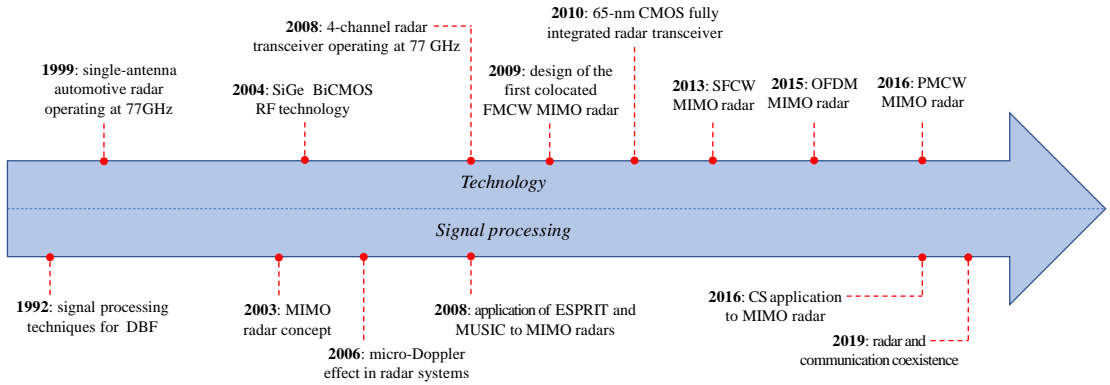 1999: single-antenna
automotive radar
operating at 77GHz
2004: SiGe BiCMOS
RF technology
2008: 4-channel radar
transceiver operating at 77 GHz
2009: design of the
first colocated
FMCW MIMO radar
2010: 65-nm CMOS fully
integrated radar transceiver
2013: SFCW
MIMO radar
2015: OFDM
MIMO radar
2016: PMCW
MIMO radar
Technology
Signal processing
1992: signal processing
techniques for DBF
2003: MIMO
radar concept
2006: micro-Doppler
effect in radar systems
2008: application of ESPRIT and
MUSIC to MIMO radars
2016: CS application
to MIMO radar
2019: radar and
communication coexistence